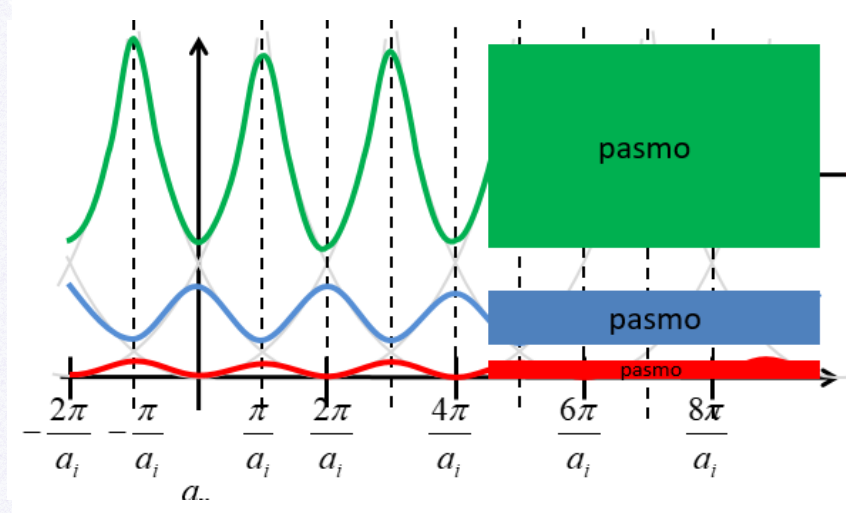 pasmo
pasmo
pasmo
−2π/a_i −π/a_i π/a_i 2π/a_i 4π/a_i 6π/a_i 8π/a_i